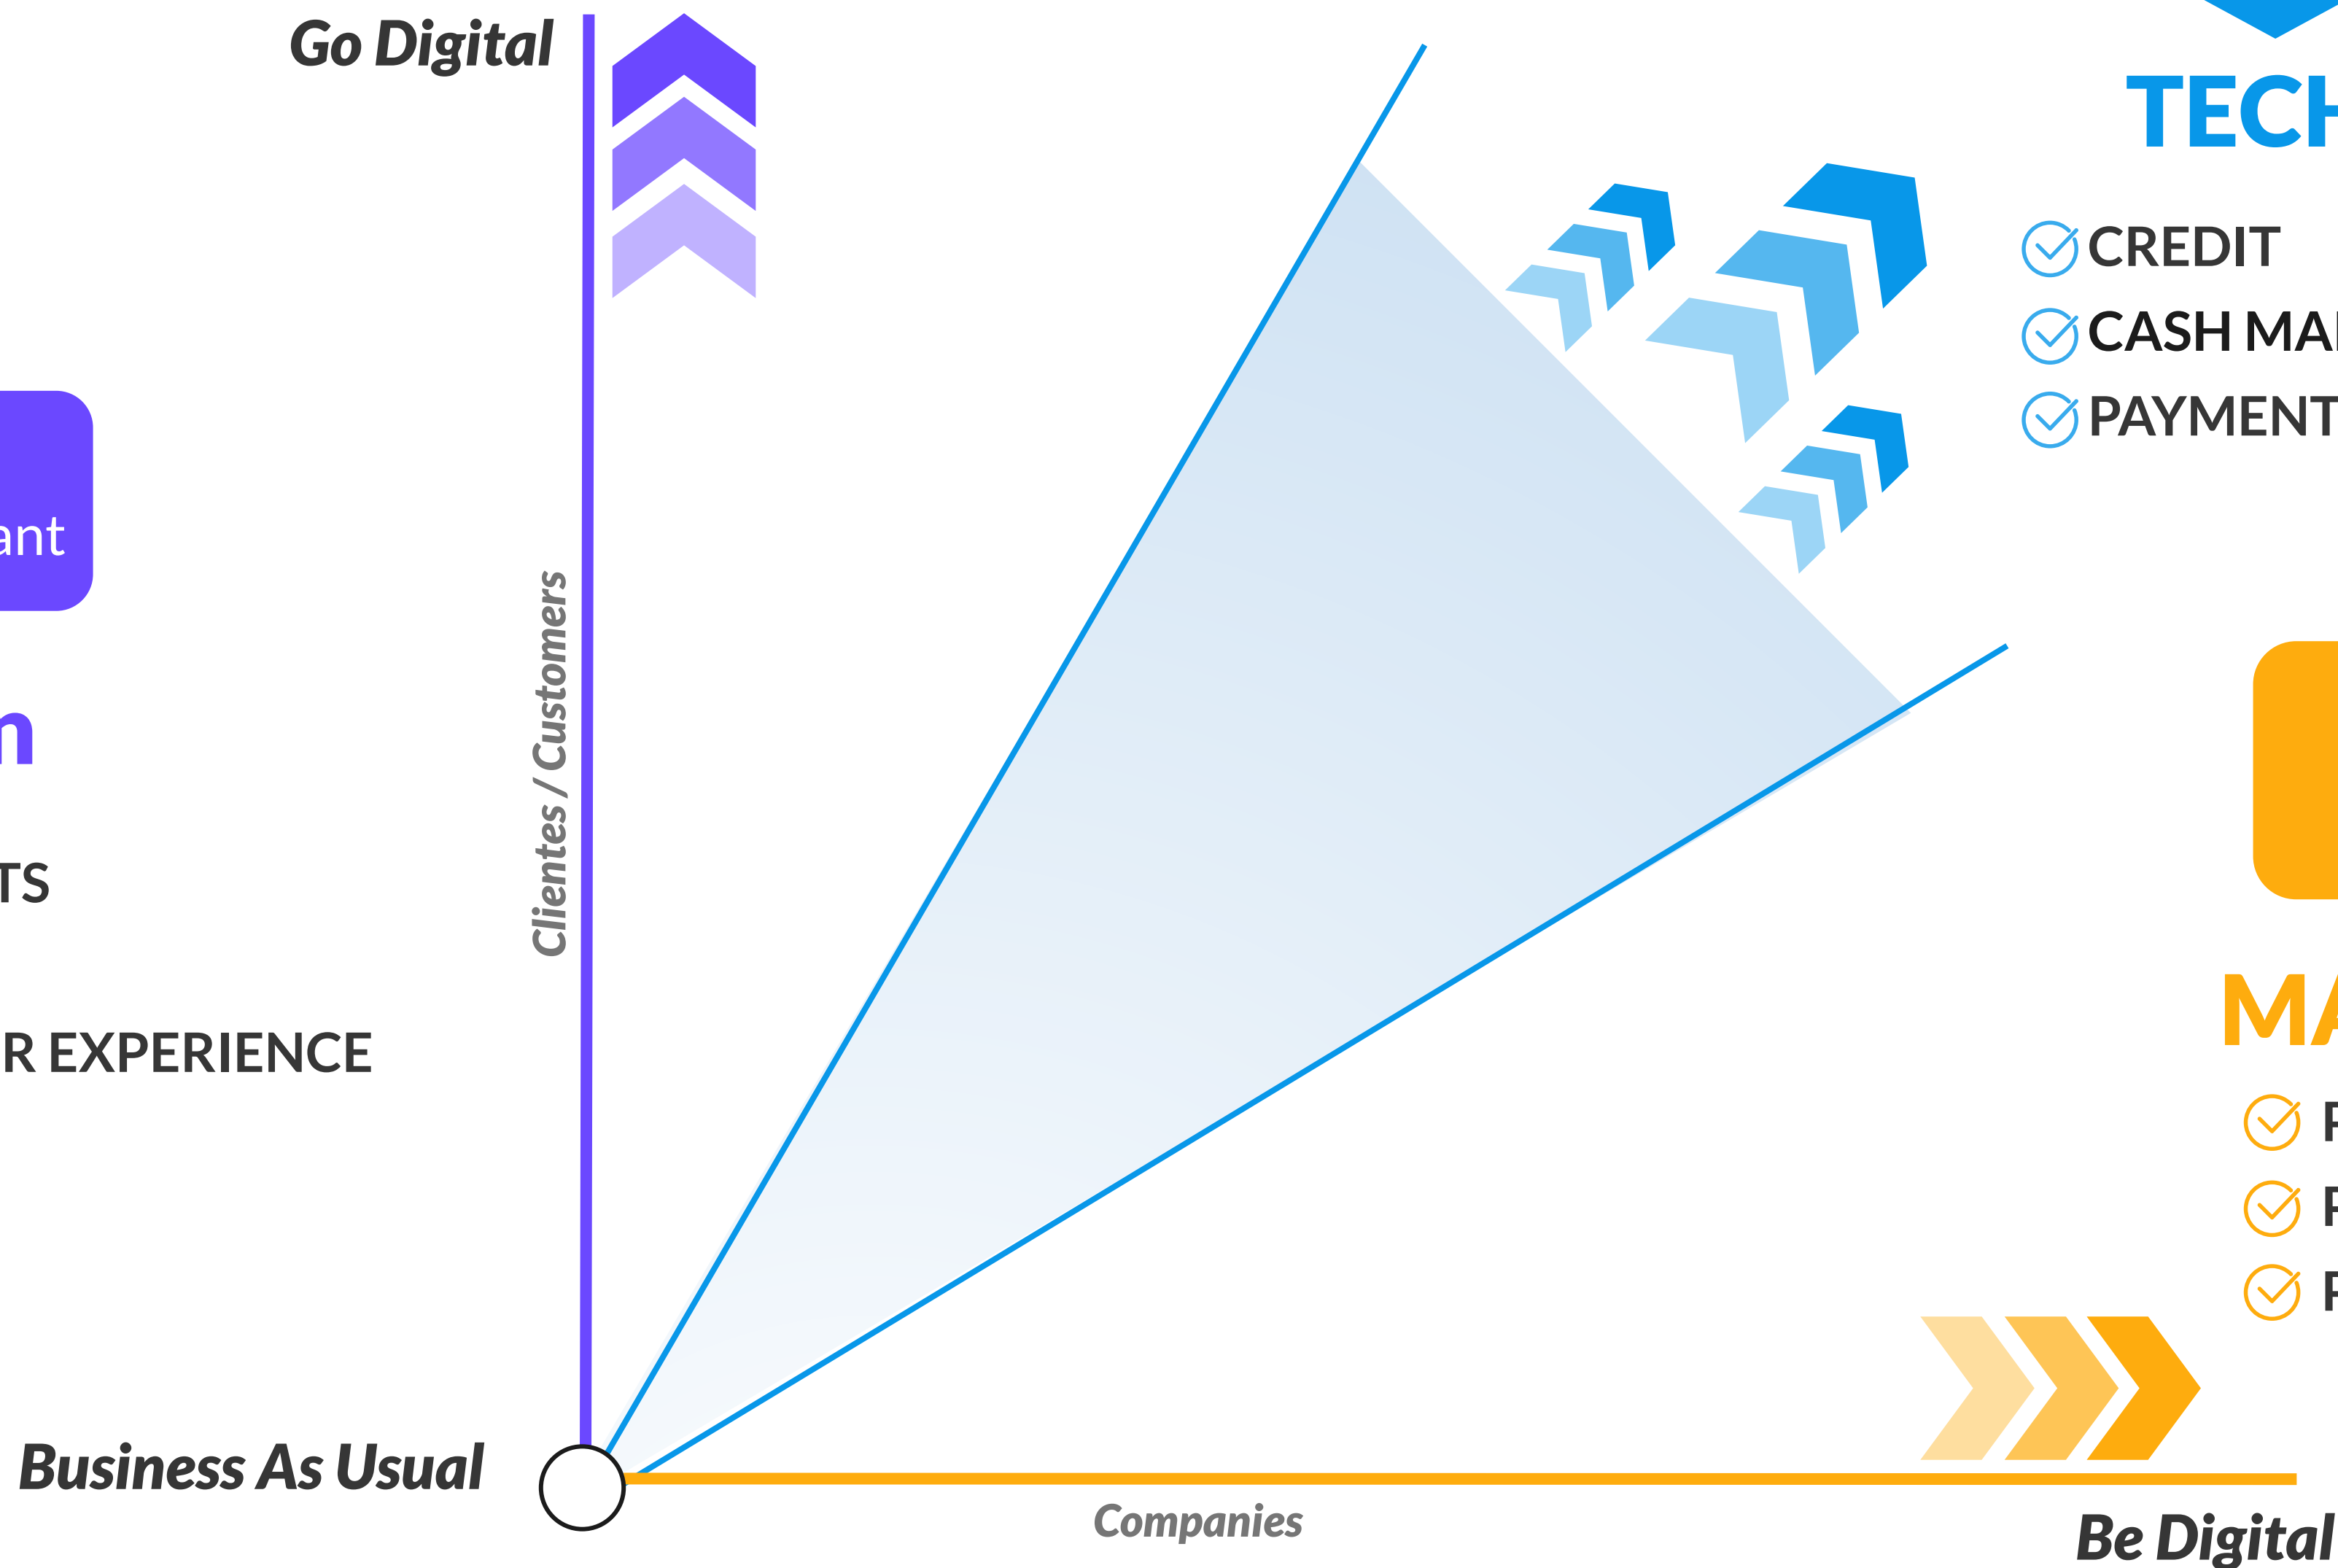 Go Digital
TECH
CREDIT
CASH MA
PAYMENT
ant
Clientes / Customers
m
TS
R EXPERIENCE
MA
Business As Usual
Companies
Be Digital